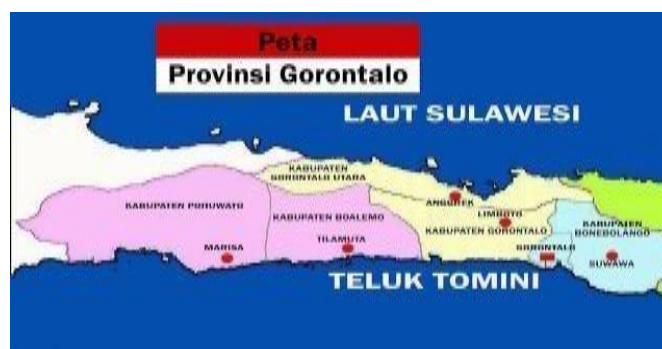 Peta
Provinsi Gorontalo
LAUT SULAWESI
KABUPATEN
GORONTALO UTARA
KABUPATEN POHUWATO
KABUPATEN BOALEMO
ANGGREK
LIMBOTO
KABUPATEN GORONTALO
KABUPATEN
BONEBOLANGO
TILAMUTA
MARISA
GORONTALO
SUWAWA
TELUK TOMINI